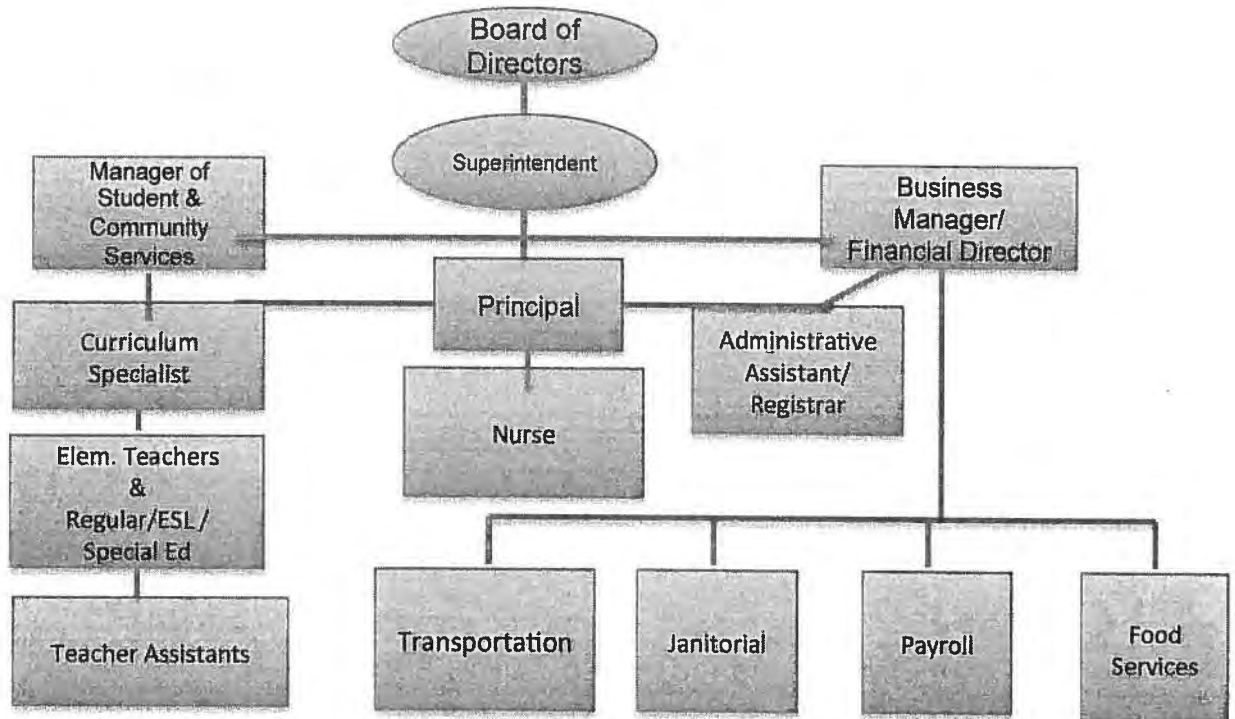 Board of
Directors
Superintendent
Manager of
Student &
Community
Services
Business
Manager/
Financial Director
Principal
Curriculum
Specialist
Administrative
Assistant/
Registrar
Nurse
Elem. Teachers
&
Regular/ESL/
Special Ed
Teacher Assistants
Transportation
Janitorial
Payroll
Food
Services